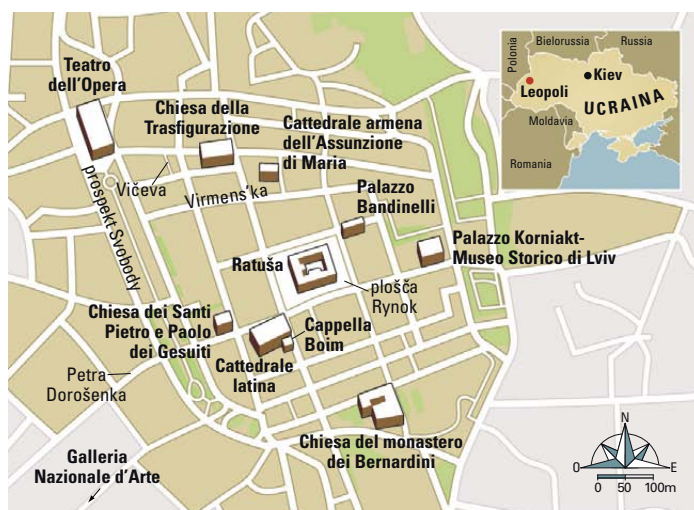 Teatro
dell'Opera
Chiesa della
Trasfigurazione
Cattedrale armena
dell'Assunzione
di Maria
Polonia
Bielorussia
Russia
Kiev
Leopoli
UCRAINA
Moldavia
Romania
Vičeva
Virmens'ka
prospekt Svobody
Palazzo
Bandinelli
Palazzo Korniakt-
Museo Storico di Lviv
Ratuša
plošča
Rynok
Chiesa dei Santi
Pietro e Paolo
dei Gesuiti
Cappella
Boim
Cattedrale
latina
Petra
Dorošenka
Chiesa del monastero
dei Bernardini
Galleria
Nazionale d'Arte
N
O
E
0 50 100m